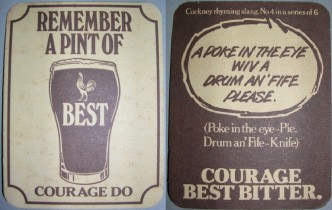 REMEMBER
A PINT OF
BEST
COURAGE DO
Cockney rhyming slang. No 4 in a series of 6
A POKE IN THE EYE
WIV A
DRUM AN' FIFE
PLEASE.
(Poke in the eye-Pie,
Drum an' Fife-Knife)
COURAGE
BEST BITTER.